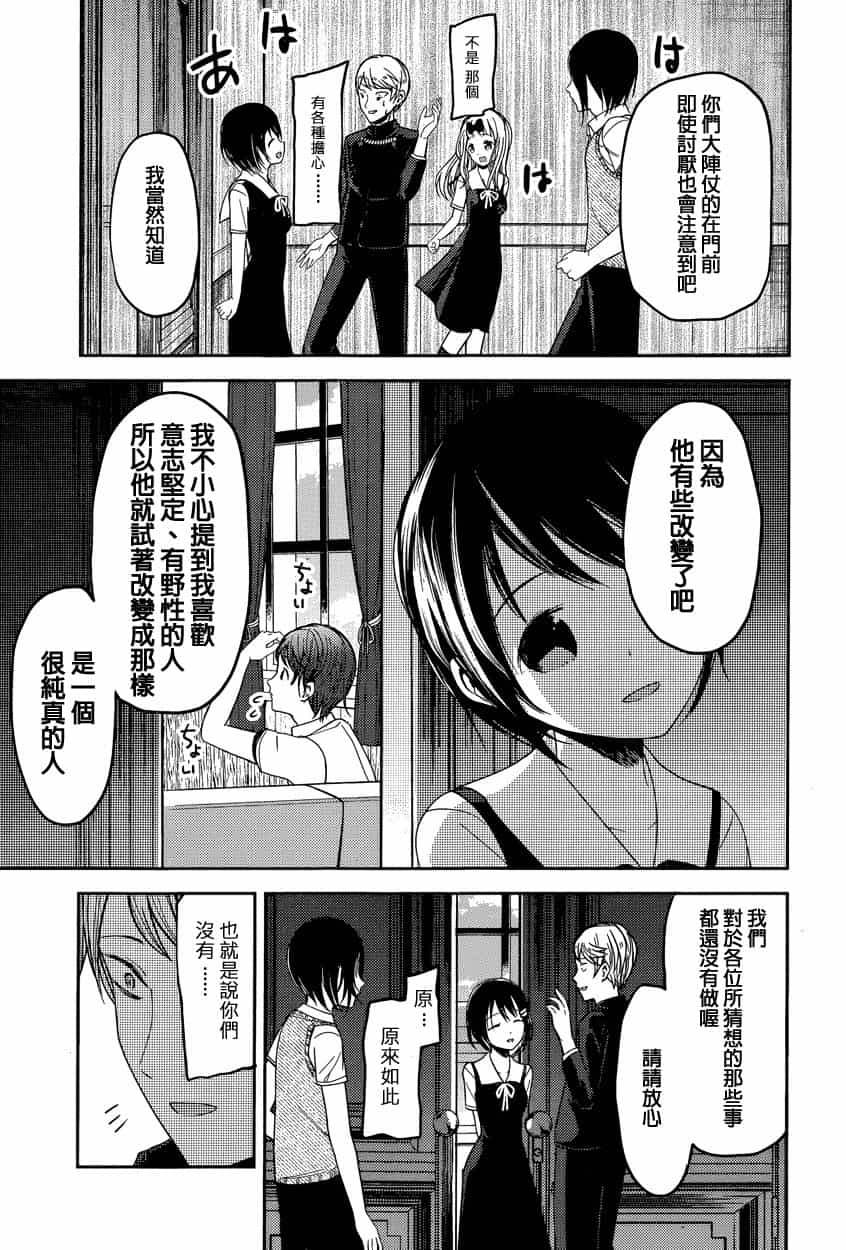 你們大陣仗的在門前
即使討厭也會注意到吧
は
不是 那個
は
は
有各種擔心……
あ
我當然知道
因為
他有些改變了吧
我不小心提到我喜歡
意志堅定、有野性的人
所以他就試著改變成那樣
ちょい
ちょい
是一個
很純真的人
我們
對於各位所猜想的那些事
都還沒有做喔
請請放心
原…
原來如此
也就是說你們
沒有……